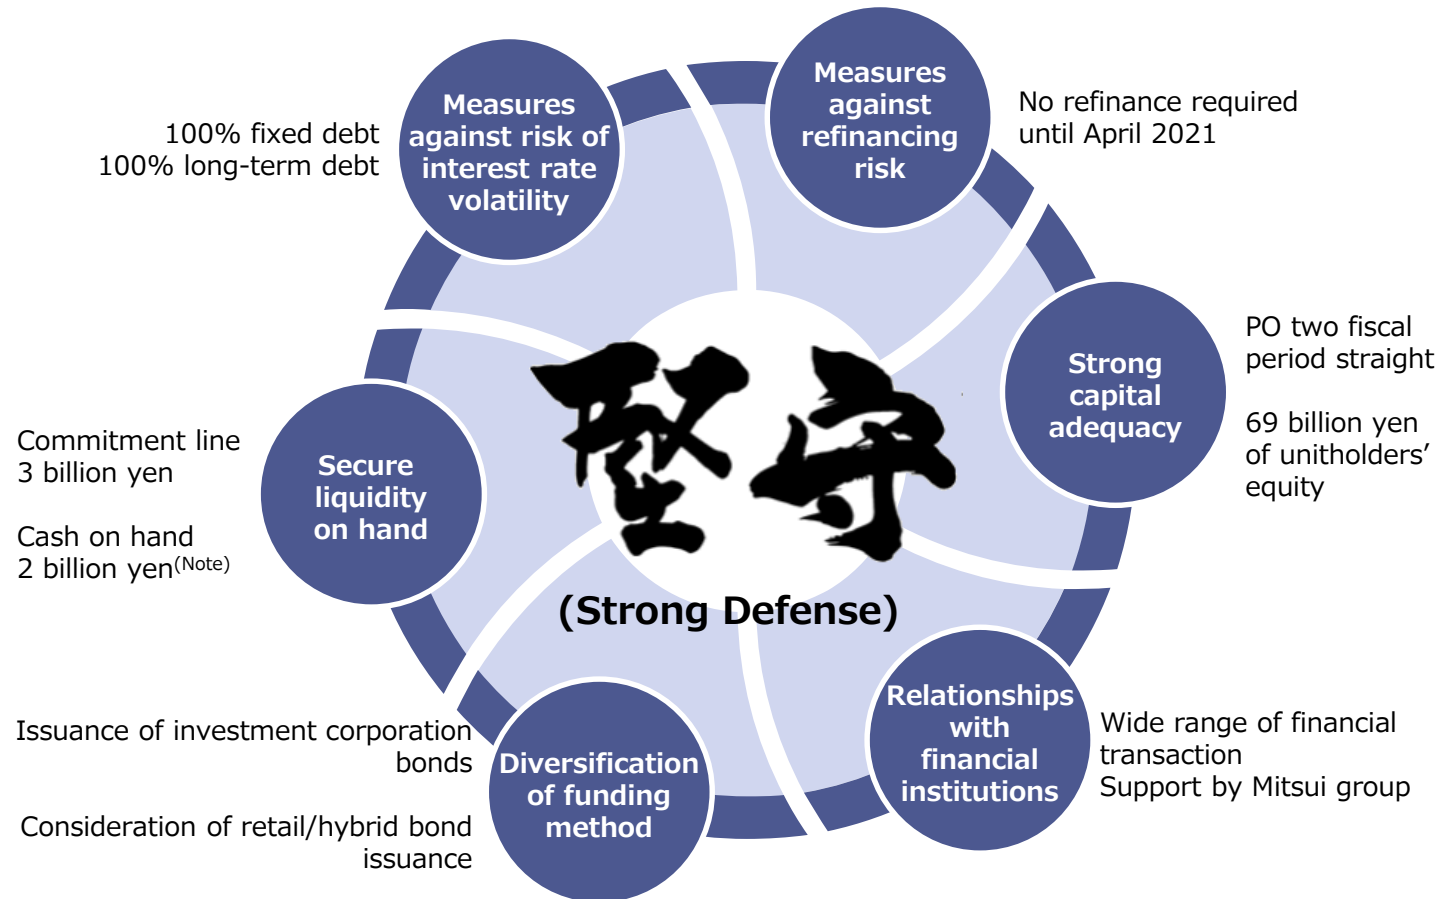 Measures
against risk of
interest rate
volatility
100% fixed debt
100% long-term debt
Measures
against
refinancing
risk
No refinance required
until April 2021
Strong
capital
adequacy
PO two fiscal
period straight
69 billion yen
of unitholders’
equity
堅守
(Strong Defense)
Secure
liquidity
on hand
Commitment line
3 billion yen
Cash on hand
2 billion yen(Note)
Relationships
with
financial
institutions
Wide range of financial
transaction
Support by Mitsui group
Diversification
of funding
method
Issuance of investment corporation
bonds
Consideration of retail/hybrid bond
issuance